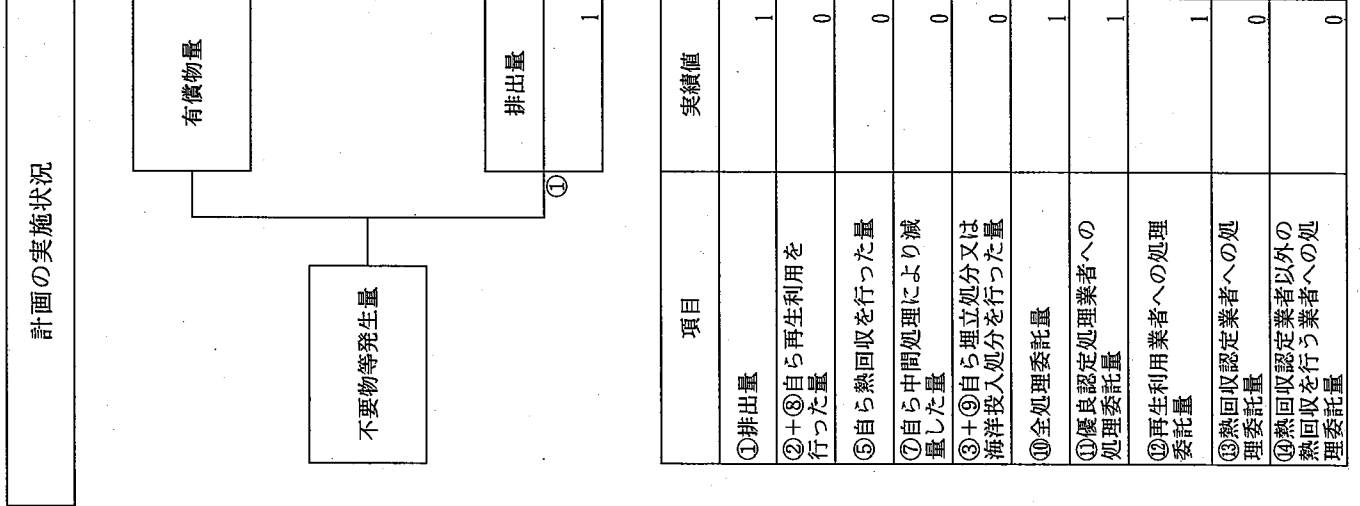 計画の実施状況
有償物量
不要物等発生量
排出量
①
1
項目
実績値
①排出量
1
②+⑧自ら再生利用を
行った量
0
⑤自ら熱回収を行った量
0
⑦自ら中間処理により減
量した量
0
③+⑨自ら埋立処分又は
海洋投入処分を行った量
0
⑩全処理委託量
1
⑪優良認定処理業者への
処理委託量
1
⑫再生利用業者への処理
委託量
1
⑬熱回収認定業者への処
理委託量
0
⑭熱回収認定業者以外の
熱回収を行う業者への処
理委託量
0